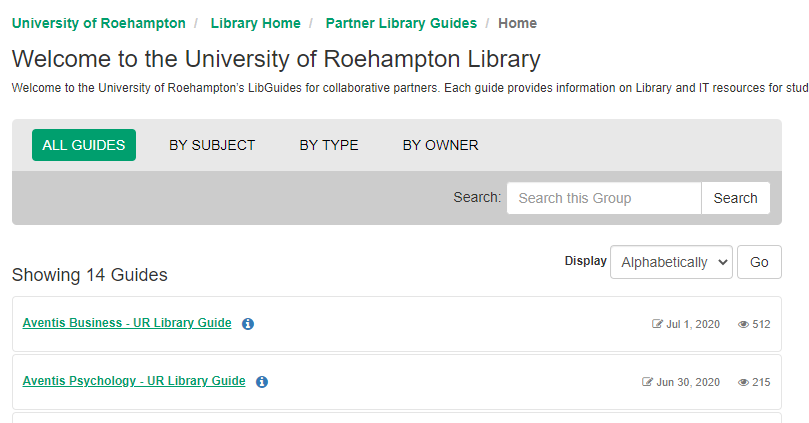 University of Roehampton / Library Home / Partner Library Guides / Home
Welcome to the University of Roehampton Library
Welcome to the University of Roehampton's LibGuides for collaborative partners. Each guide provides information on Library and IT resources for stud
ALL GUIDES BY SUBJECT BY TYPE BY OWNER
Search: Search this Group Search
Display Alphabetically Go
Showing 14 Guides
Aventis Business - UR Library Guide Jul 1, 2020 512
Aventis Psychology - UR Library Guide Jun 30, 2020 215